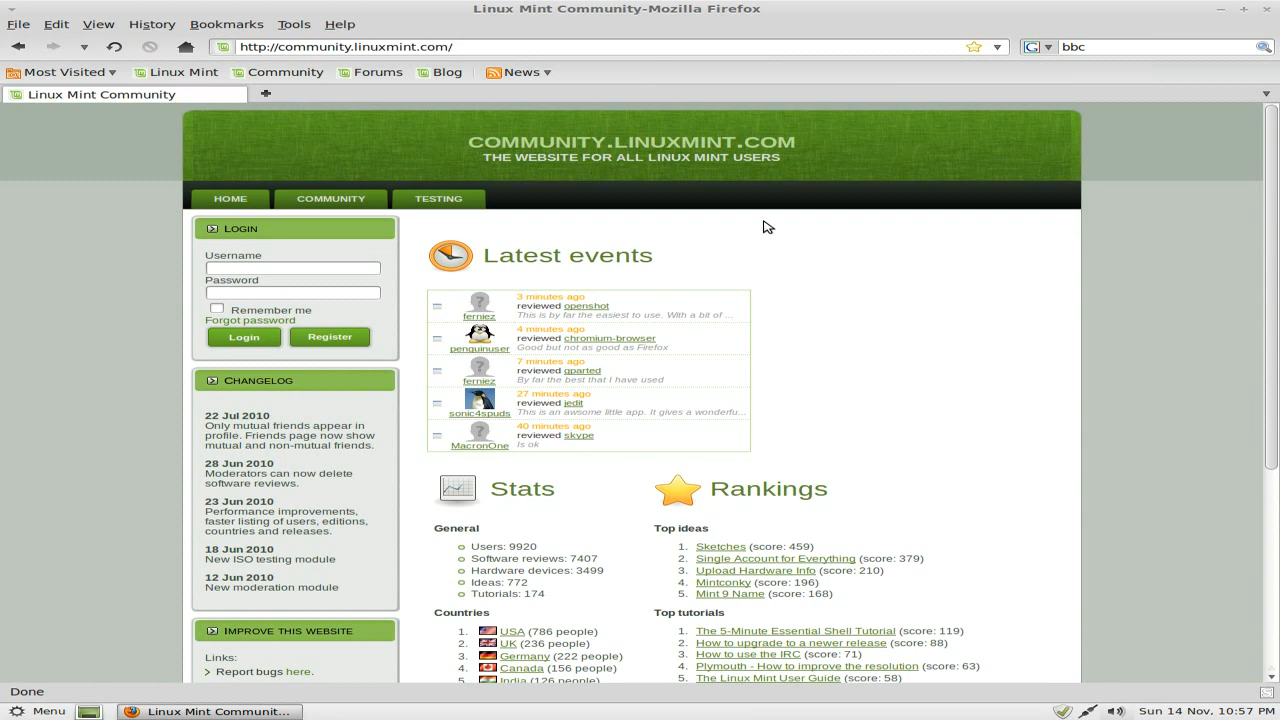 Linux Mint Community-Mozilla Firefox
File Edit View History Bookmarks Tools Help
http://community.linuxmint.com/
bbc
Most Visited Linux Mint Community Forums Blog News
Linux Mint Community
COMMUNITY.LINUXMINT.COM
THE WEBSITE FOR ALL LINUX MINT USERS
HOME COMMUNITY TESTING
LOGIN
Username
Password
Remember me
Forgot password
Login Register
CHANGELOG
22 Jul 2010
Only mutual friends appear in
profile. Friends page now show
mutual and non-mutual friends.
28 Jun 2010
Moderators can now delete
software reviews.
23 Jun 2010
Performance improvements,
faster listing of users, editions,
countries and releases.
18 Jun 2010
New ISO testing module
12 Jun 2010
New moderation module
IMPROVE THIS WEBSITE
Links:
Report bugs here.
Latest events
3 minutes ago
ferniez reviewed openshot
This is by far the easiest to use. With a bit of ...
4 minutes ago
penguinuser reviewed chromium-browser
Good but not as good as Firefox
7 minutes ago
ferniez reviewed gparted
By far the best that I have used
27 minutes ago
sonic4spuds reviewed jedit
This is an awsome little app. It gives a wonderfu...
40 minutes ago
MacronOne reviewed skype
Is ok
Stats
General
Users: 9920
Software reviews: 7407
Hardware devices: 3499
Ideas: 772
Tutorials: 174
Countries
1. USA (786 people)
2. UK (236 people)
3. Germany (222 people)
4. Canada (156 people)
5. India (126 people)
Rankings
Top ideas
1. Sketches (score: 459)
2. Single Account for Everything (score: 379)
3. Upload Hardware Info (score: 210)
4. Mintconky (score: 196)
5. Mint 9 Name (score: 168)
Top tutorials
1. The 5-Minute Essential Shell Tutorial (score: 119)
2. How to upgrade to a newer release (score: 88)
3. How to use the IRC (score: 71)
4. Plymouth - How to improve the resolution (score: 63)
5. The Linux Mint User Guide (score: 58)
Done
Menu Linux Mint Communit... Sun 14 Nov, 10:57 PM